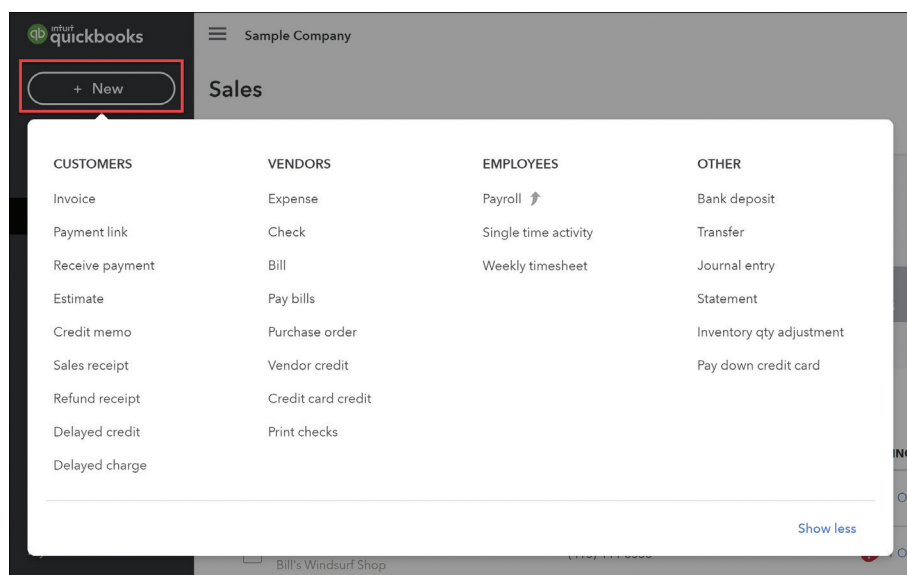 qb intuit quickbooks
Sample Company
+ New
Sales
CUSTOMERS
Invoice
Payment link
Receive payment
Estimate
Credit memo
Sales receipt
Refund receipt
Delayed credit
Delayed charge
VENDORS
Expense
Check
Bill
Pay bills
Purchase order
Vendor credit
Credit card credit
Print checks
EMPLOYEES
Payroll
Single time activity
Weekly timesheet
OTHER
Bank deposit
Transfer
Journal entry
Statement
Inventory qty adjustment
Pay down credit card
Show less
Bill's Windsurf Shop